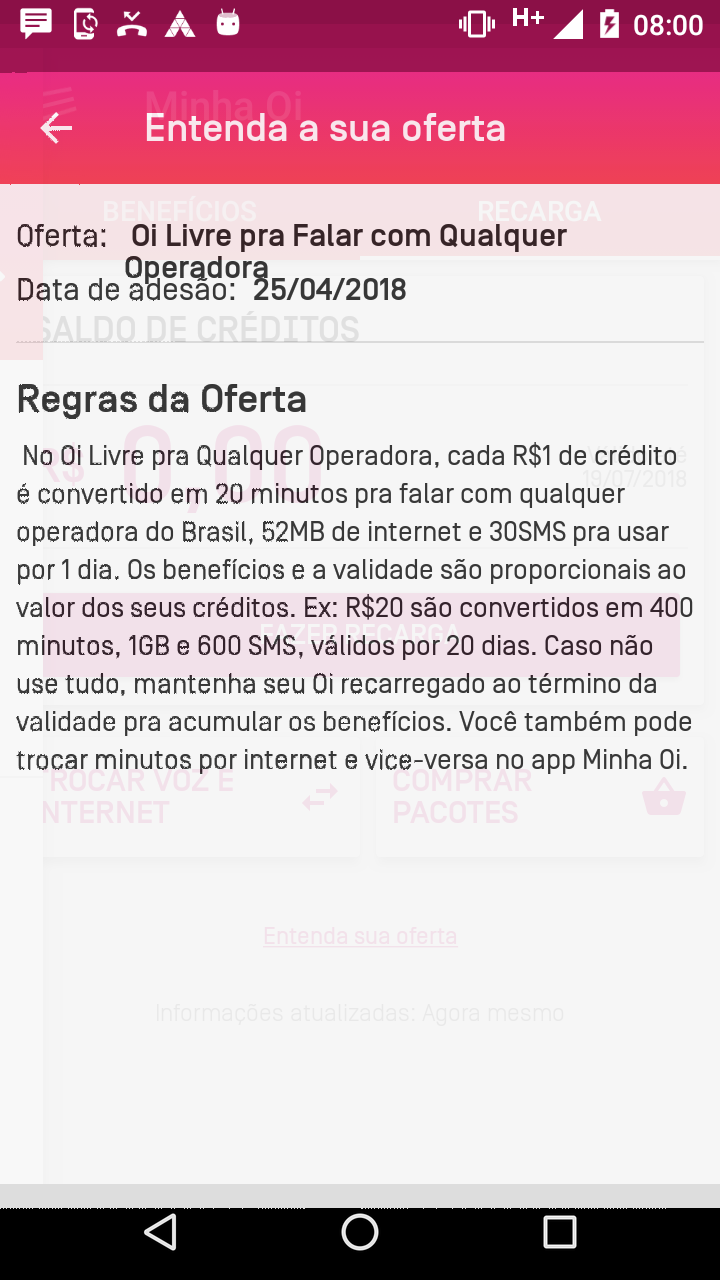 H+ 08:00
Minha Oi
Entenda a sua oferta
BENEFÍCIOS RECARGA
Oferta: Oi Livre pra Falar com Qualquer
Operadora
Data de adesão: 25/04/2018
SALDO DE CRÉDITOS
Regras da Oferta
R$ 0,00
19/07/2018
No Oi Livre pra Qualquer Operadora, cada R$1 de crédito
é convertido em 20 minutos pra falar com qualquer
operadora do Brasil, 52MB de internet e 30SMS pra usar
por 1 dia. Os benefícios e a validade são proporcionais ao
valor dos seus créditos. Ex: R$20 são convertidos em 400
FAZER RECARGA
minutos, 1GB e 600 SMS, válidos por 20 dias. Caso não
use tudo, mantenha seu Oi recarregado ao término da
validade pra acumular os benefícios. Você também pode
trocar minutos por internet e vice-versa no app Minha Oi.
ROCAR VOZ E
NTERNET
COMPRAR
PACOTES
Entenda sua oferta
Informações atualizadas: Agora mesmo